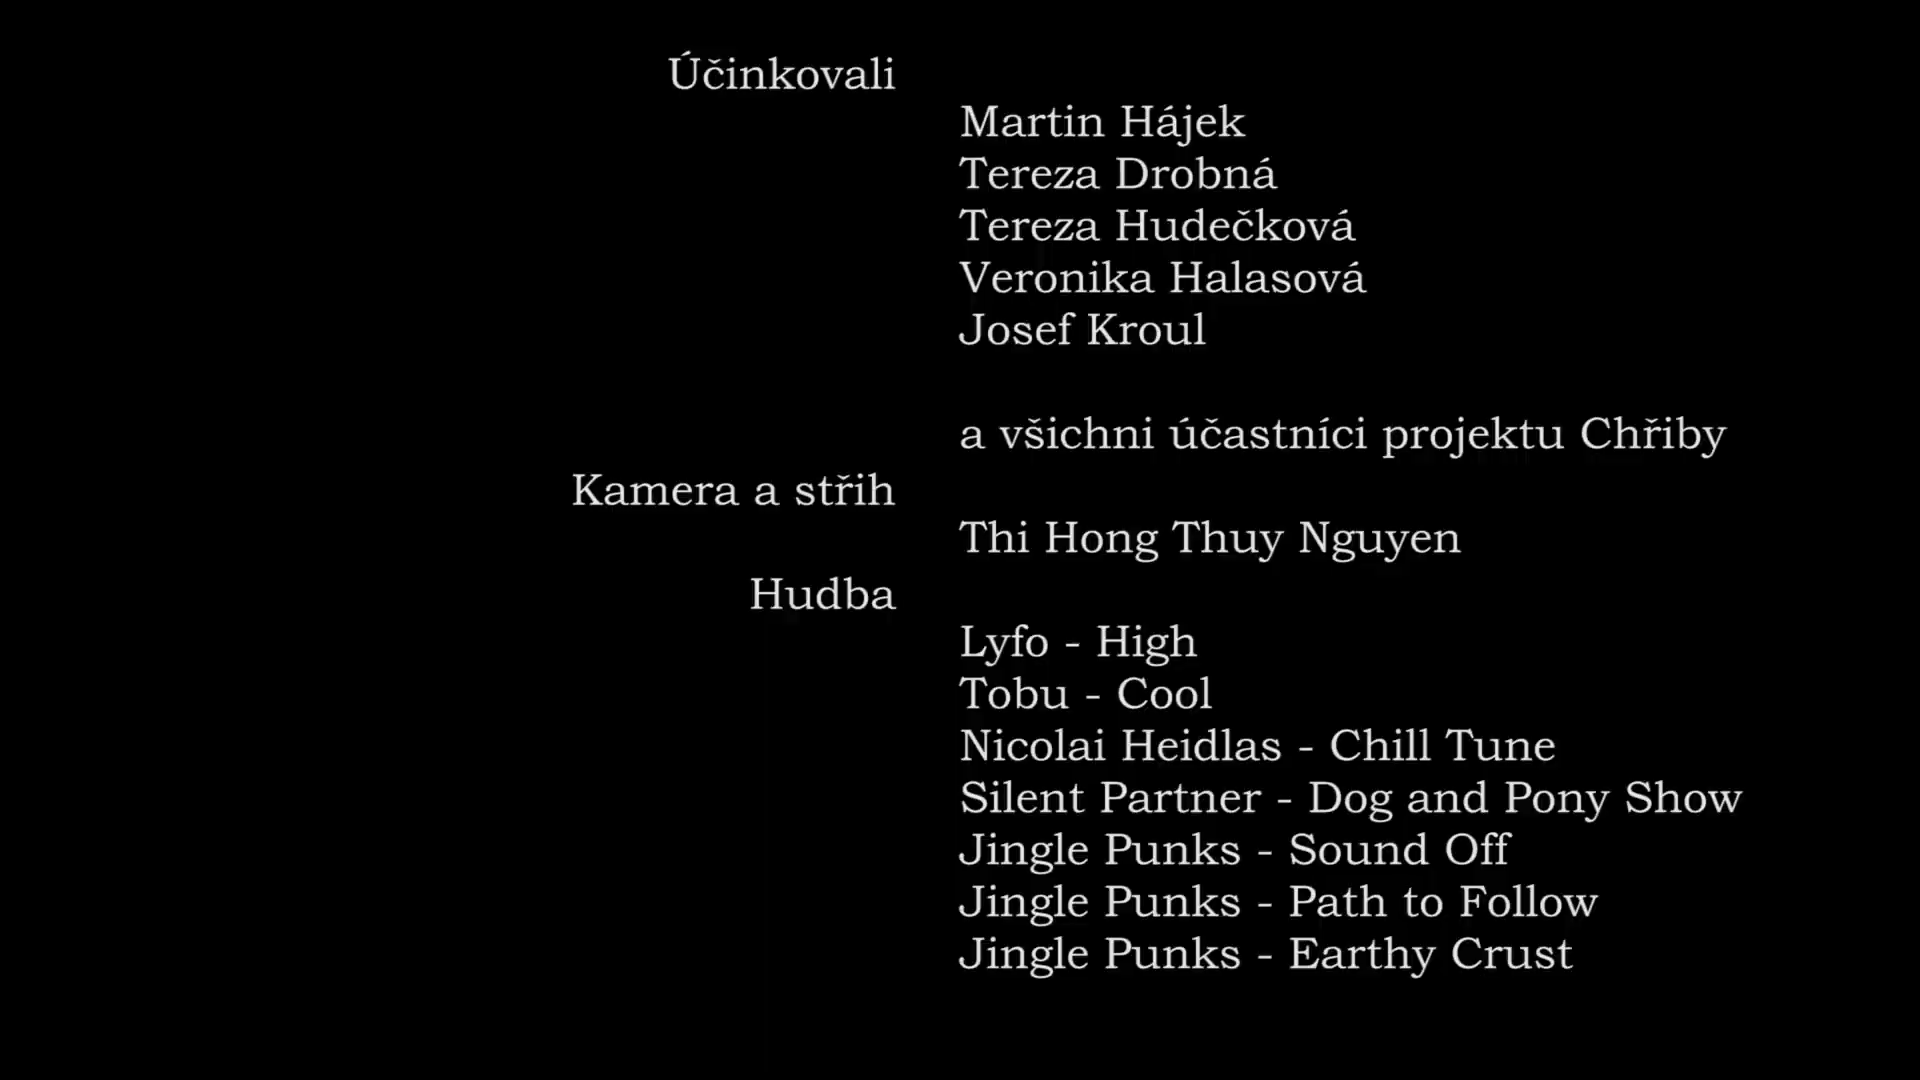 Účinkovali
Martin Hájek
Tereza Drobná
Tereza Hudečková
Veronika Halasová
Josef Kroul
a všichni účastníci projektu Chřiby
Kamera a střih
Thi Hong Thuy Nguyen
Hudba
Lyfo - High
Tobu - Cool
Nicolai Heidlas - Chill Tune
Silent Partner - Dog and Pony Show
Jingle Punks - Sound Off
Jingle Punks - Path to Follow
Jingle Punks - Earthy Crust